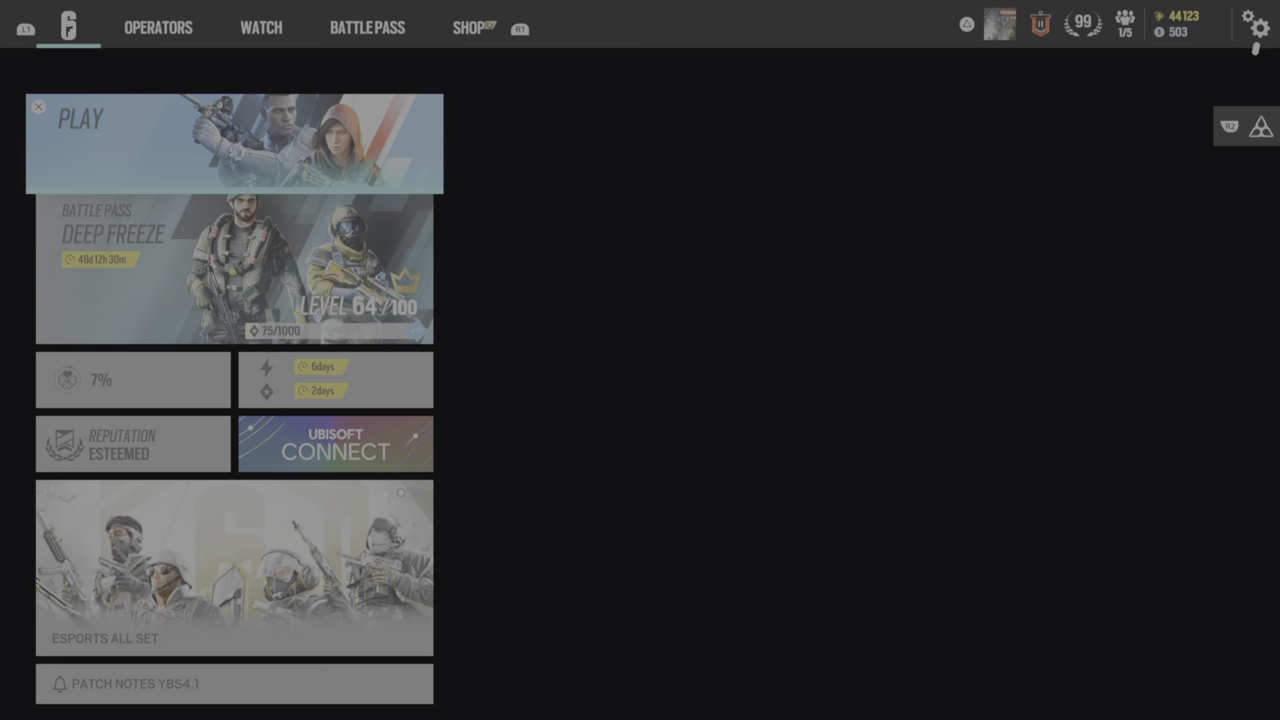 L1
6
OPERATORS
WATCH
BATTLE PASS
SHOP
R1
II
99
1/5
44123
503
PLAY
R2
BATTLE PASS
DEEP FREEZE
48d12h30m
LEVEL 64/100
75/1000
7%
6days
2days
REPUTATION
ESTEEMED
UBISOFT
CONNECT
ESPORTS ALL SET
PATCH NOTES Y8S4.1